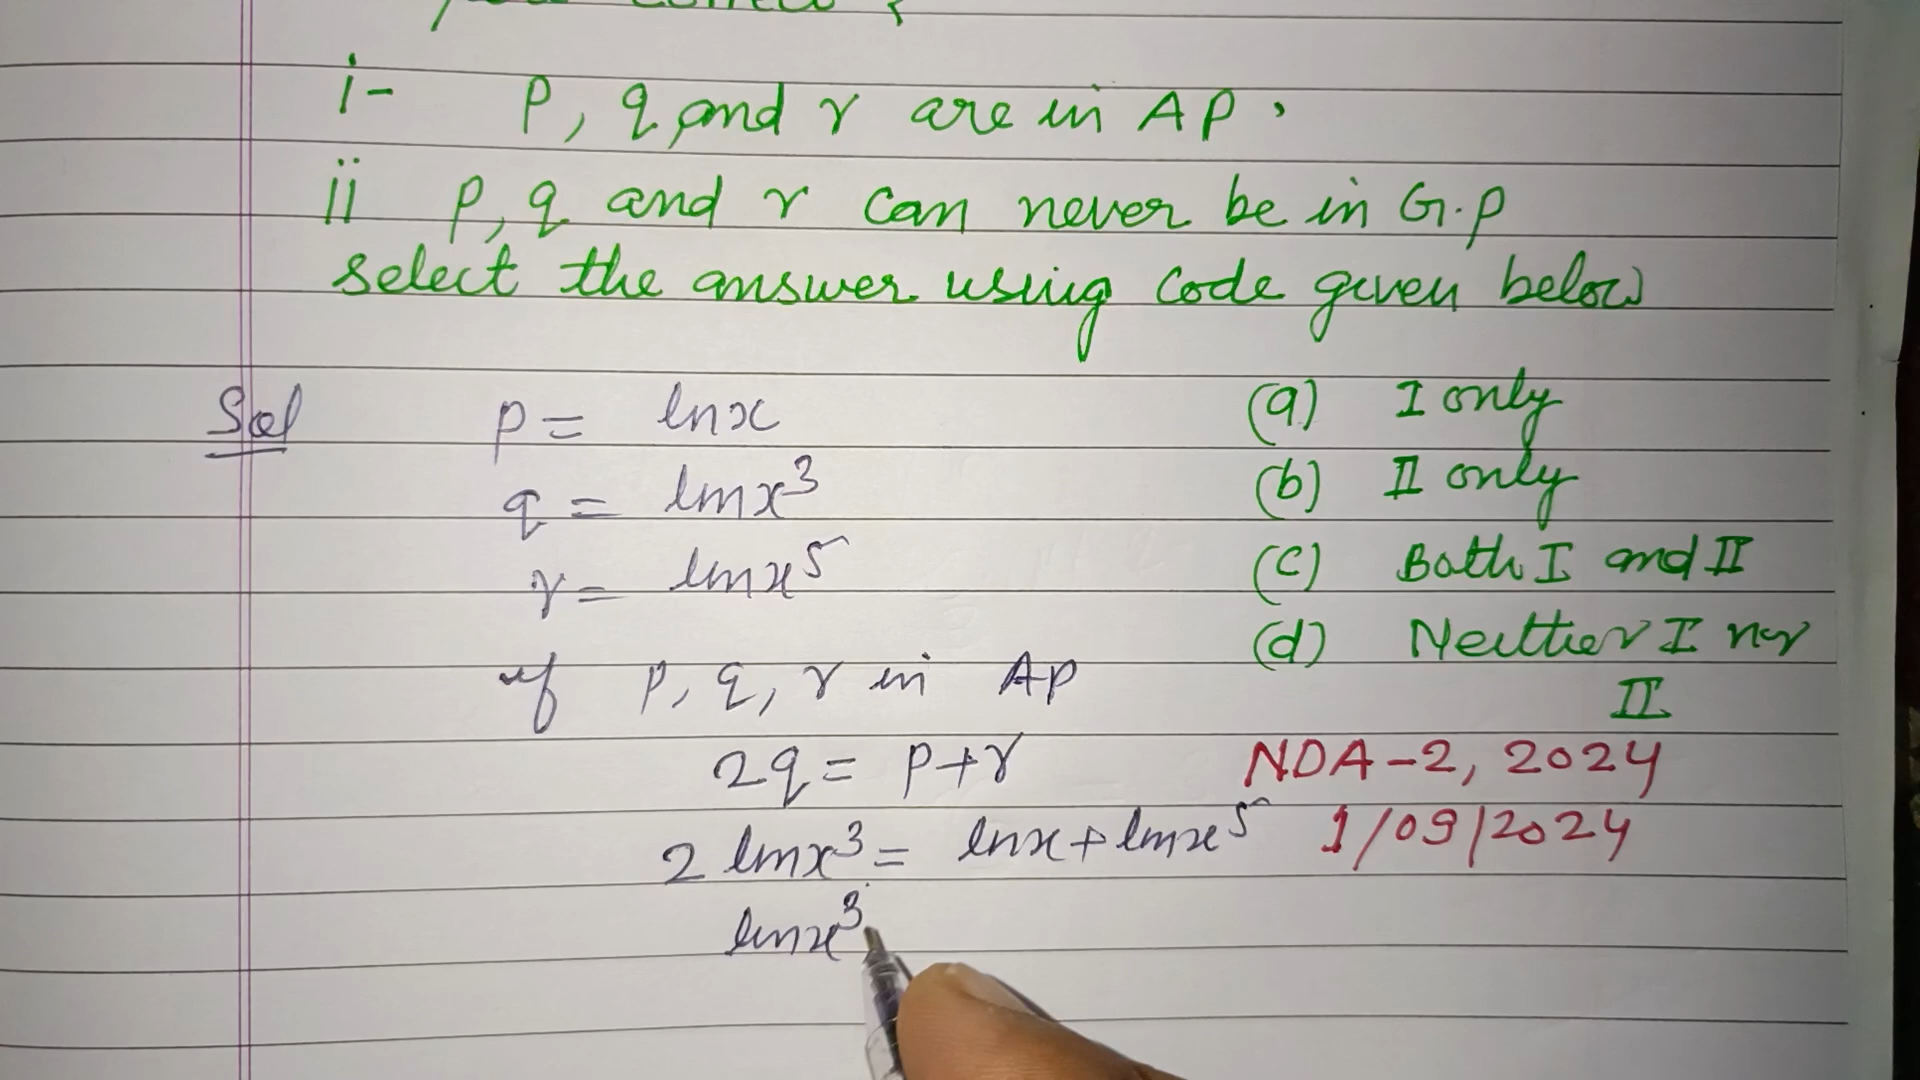 i- P, q and r are in AP.
ii P, q and r can never be in G.P
select the answer using Code given below
Sol p = lnx
(a) I only
q = lnx³
(b) II only
r = lnx⁵
(c) Both I and II
(d) Neither I nor II
if P, q, r in AP
2q = p+r
NDA-2, 2024
2 lnx³ = lnx + lnx⁵
1/09/2024
lnx³